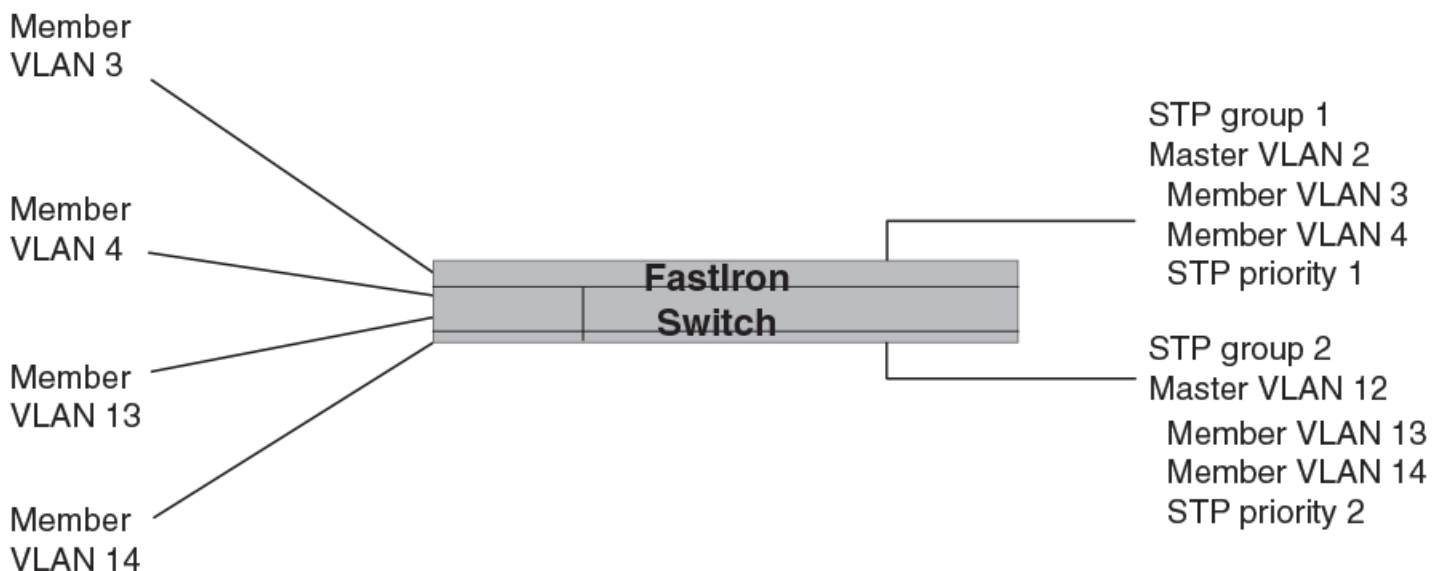 Member
VLAN 3
Member
VLAN 4
Member
VLAN 13
Member
VLAN 14
FastIron
Switch
STP group 1
Master VLAN 2
Member VLAN 3
Member VLAN 4
STP priority 1
STP group 2
Master VLAN 12
Member VLAN 13
Member VLAN 14
STP priority 2